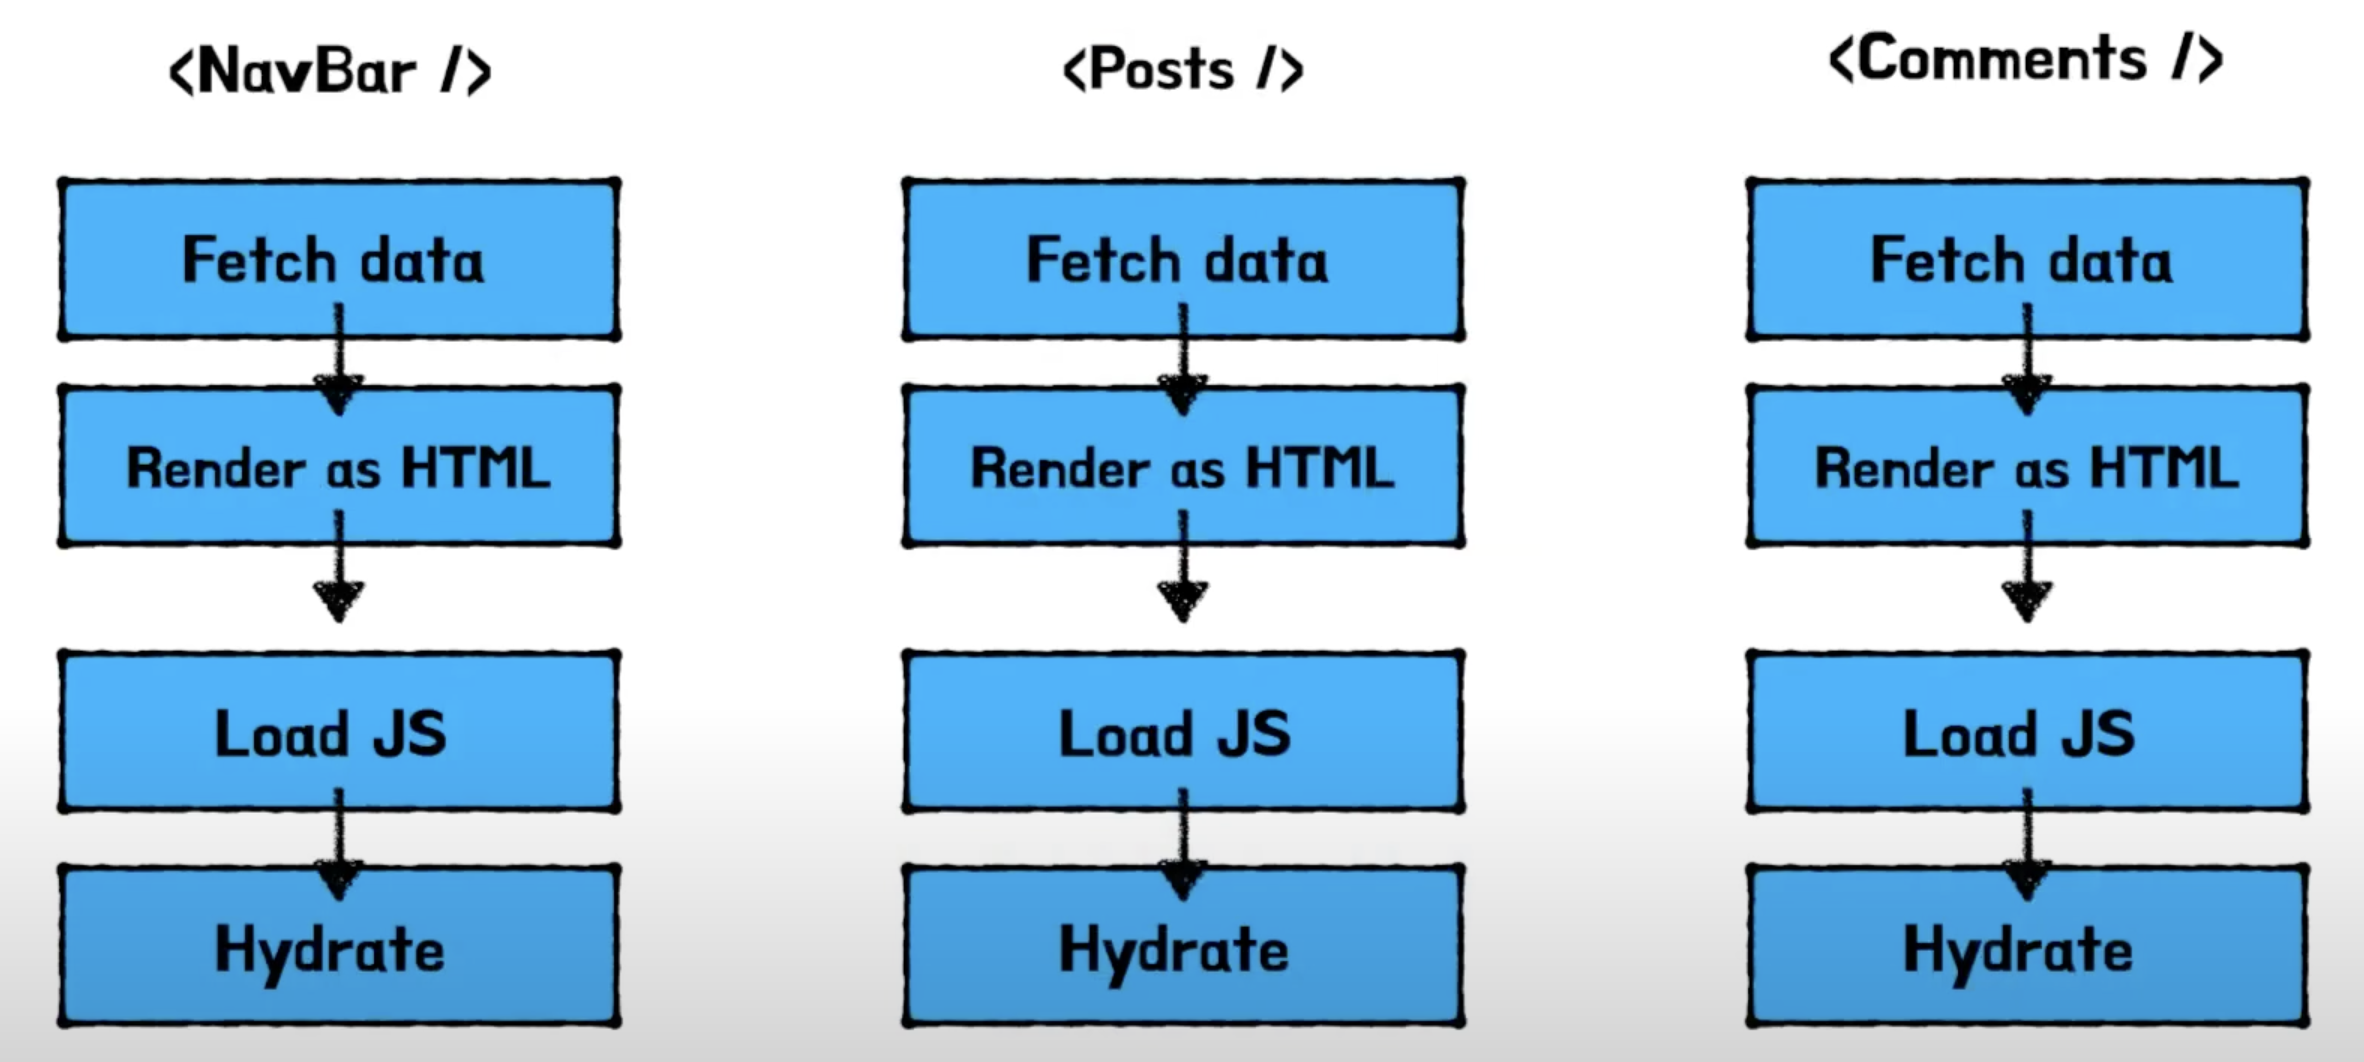 <NavBar />
<Posts />
<Comments />
Fetch data
Fetch data
Fetch data
Render as HTML
Render as HTML
Render as HTML
Load JS
Load JS
Load JS
Hydrate
Hydrate
Hydrate